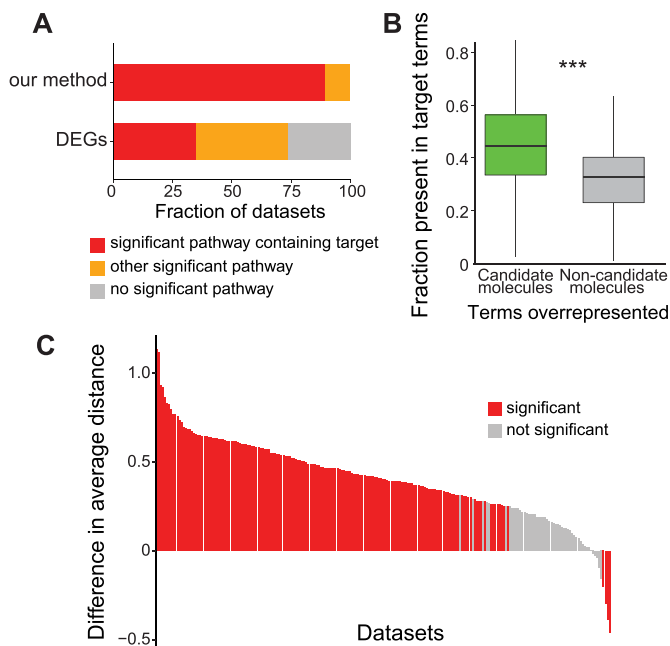 A
our method
DEGs
0
25
50
75
100
Fraction of datasets
significant pathway containing target
other significant pathway
no significant pathway
B
Fraction present in target terms
0.8
0.6
0.4
0.2
0
***
Candidate
molecules
Non-candidate
molecules
Terms overrepresented
C
Difference in average distance
1.0
0.5
0
−0.5
significant
not significant
Datasets